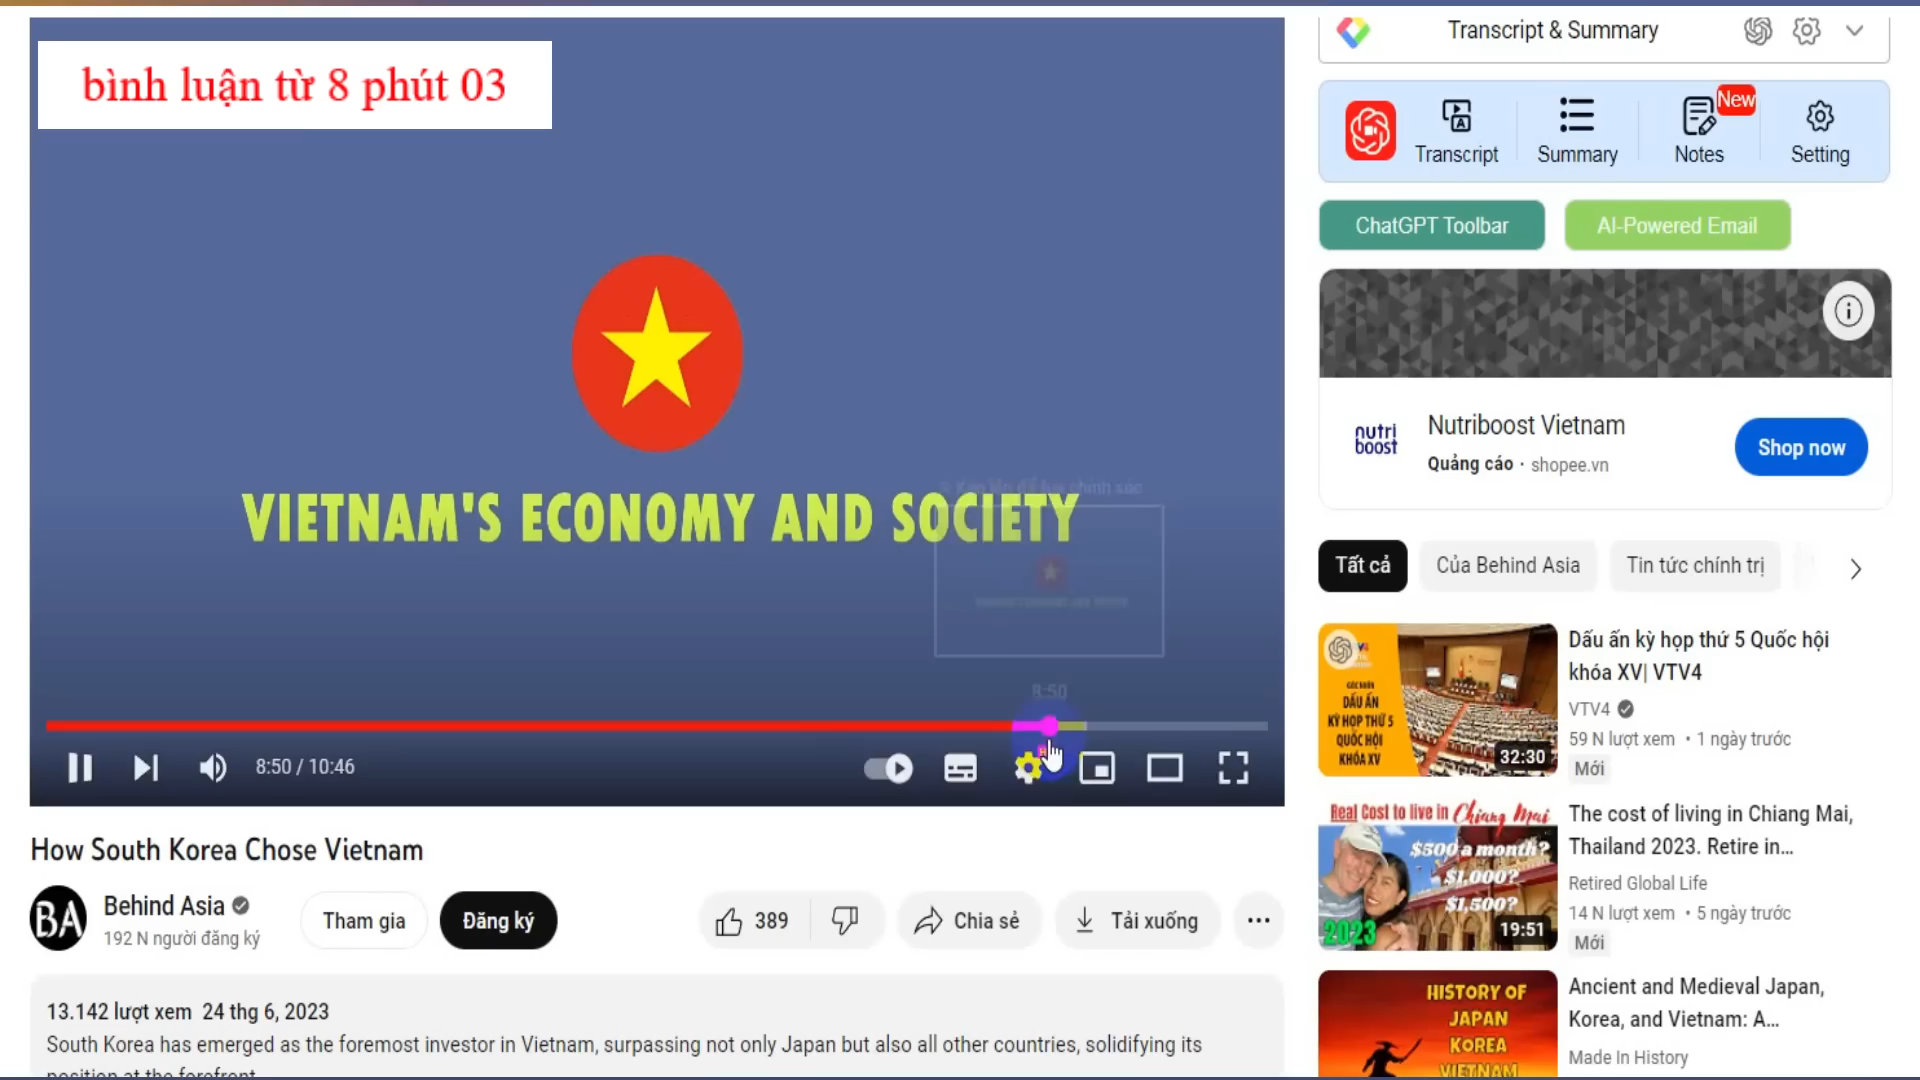 bình luận từ 8 phút 03
VIETNAM'S ECONOMY AND SOCIETY
8:50
8:50 / 10:46
How South Korea Chose Vietnam
BA
Behind Asia
192 N người đăng ký
Tham gia
Đăng ký
389
Chia sẻ
Tải xuống
13.142 lượt xem 24 thg 6, 2023
South Korea has emerged as the foremost investor in Vietnam, surpassing not only Japan but also all other countries, solidifying its
position at the forefront
Transcript & Summary
Transcript
Summary
New
Notes
Setting
ChatGPT Toolbar
AI-Powered Email
nutri
boost
Nutriboost Vietnam
Quảng cáo · shopee.vn
Shop now
Tất cả
Của Behind Asia
Tin tức chính trị
GÓC NHÌN
DẤU ẤN
KỲ HỌP THỨ 5
QUỐC HỘI
KHÓA XV
32:30
Dấu ấn kỳ họp thứ 5 Quốc hội
khóa XV| VTV4
VTV4
59 N lượt xem • 1 ngày trước
Mới
Real Cost to live in Chiang Mai
$500 a month?
$1,000?
$1,500?
2023
19:51
The cost of living in Chiang Mai,
Thailand 2023. Retire in...
Retired Global Life
14 N lượt xem • 5 ngày trước
Mới
HISTORY OF
JAPAN
KOREA
VIETNAM
Ancient and Medieval Japan,
Korea, and Vietnam: A...
Made In History